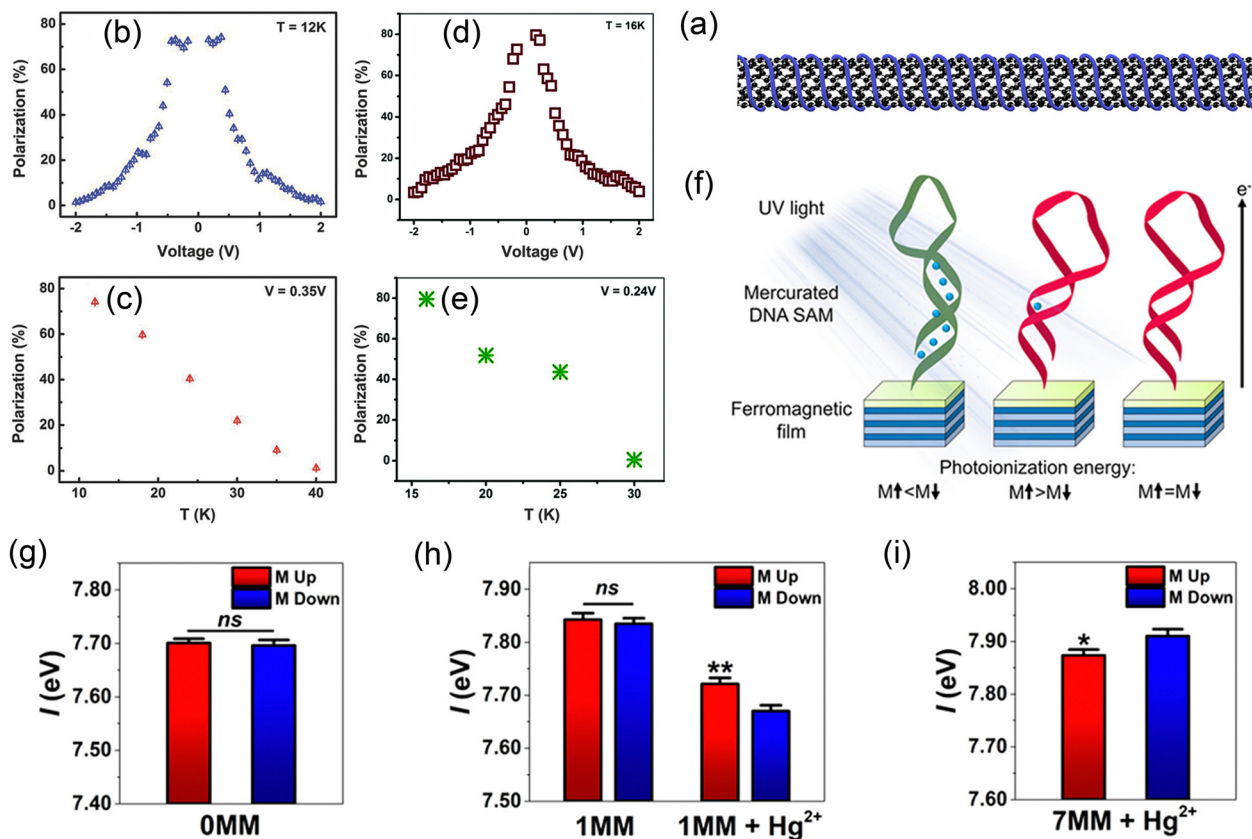 (b)
T = 12K
Polarization (%)
80
60
40
20
0
-2 -1 0 1 2
Voltage (V)
(d)
T = 16K
Polarization (%)
80
60
40
20
0
-2 -1 0 1 2
Voltage (V)
(a)
(c)
V = 0.35V
Polarization (%)
80
60
40
20
0
10 20 30 40
T (K)
(e)
V = 0.24V
Polarization (%)
80
60
40
20
0
15 20 25 30
T (K)
(f)
UV light
e-
Mercurated
DNA SAM
Ferromagnetic
film
Photoionization energy:
M↑<M↓ M↑>M↓ M↑=M↓
(g)
M Up
M Down
ns
I (eV)
7.80
7.70
7.60
7.50
7.40
0MM
(h)
M Up
M Down
ns
**
I (eV)
7.90
7.80
7.70
7.60
7.50
1MM 1MM + Hg²⁺
(i)
M Up
M Down
*
I (eV)
8.00
7.90
7.80
7.70
7.60
7MM + Hg²⁺